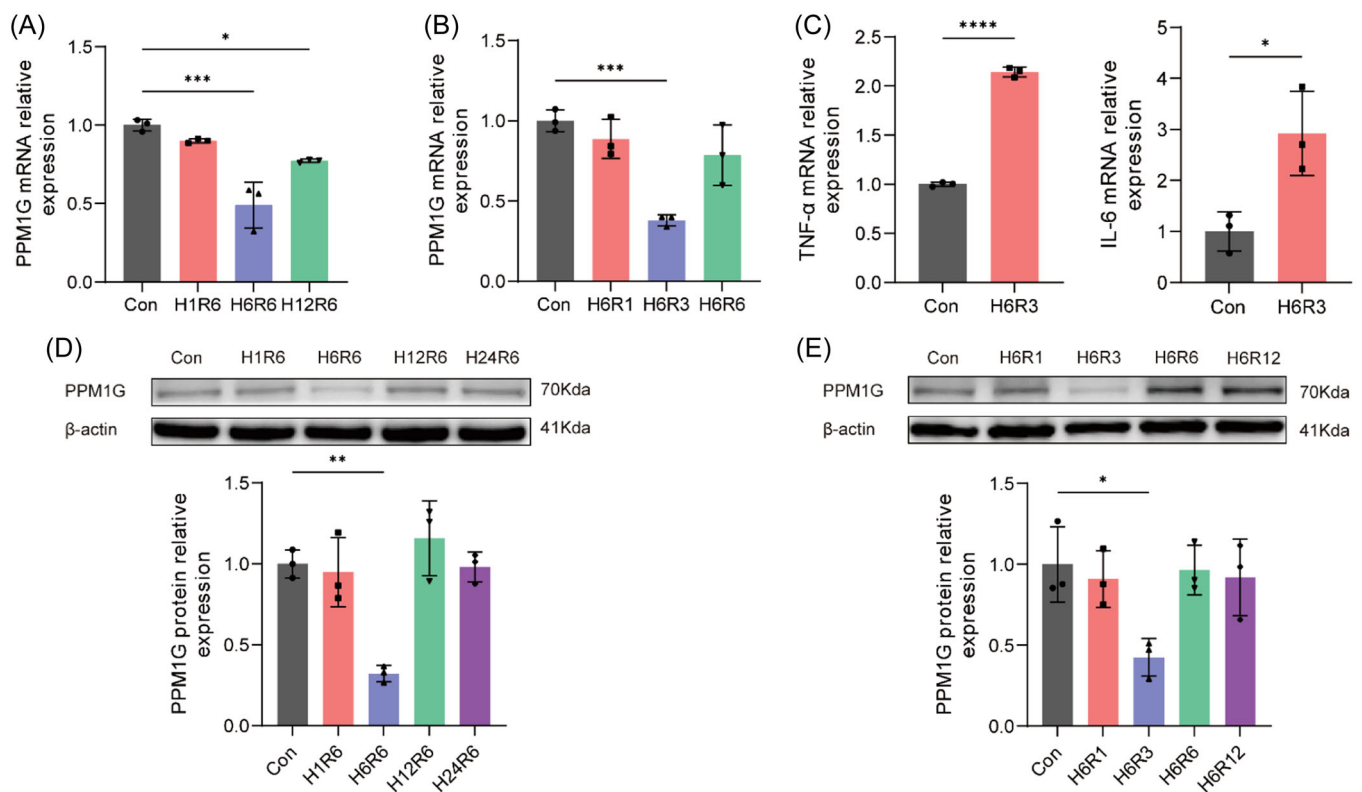 (A)
PPM1G mRNA relative
expression
1.5
1.0
0.5
0.0
*
***
Con H1R6 H6R6 H12R6
(B)
PPM1G mRNA relative
expression
1.5
1.0
0.5
0.0
***
Con H6R1 H6R3 H6R6
(C)
TNF-α mRNA relative
expression
2.5
2.0
1.5
1.0
0.5
0.0
****
Con H6R3
IL-6 mRNA relative
expression
5
4
3
2
1
0
*
Con H6R3
(D)
Con H1R6 H6R6 H12R6 H24R6
PPM1G 70Kda
β-actin 41Kda
PPM1G protein relative
expression
1.5
1.0
0.5
0.0
**
Con H1R6 H6R6 H12R6 H24R6
(E)
Con H6R1 H6R3 H6R6 H6R12
PPM1G 70Kda
β-actin 41Kda
PPM1G protein relative
expression
1.5
1.0
0.5
0.0
*
Con H6R1 H6R3 H6R6 H6R12